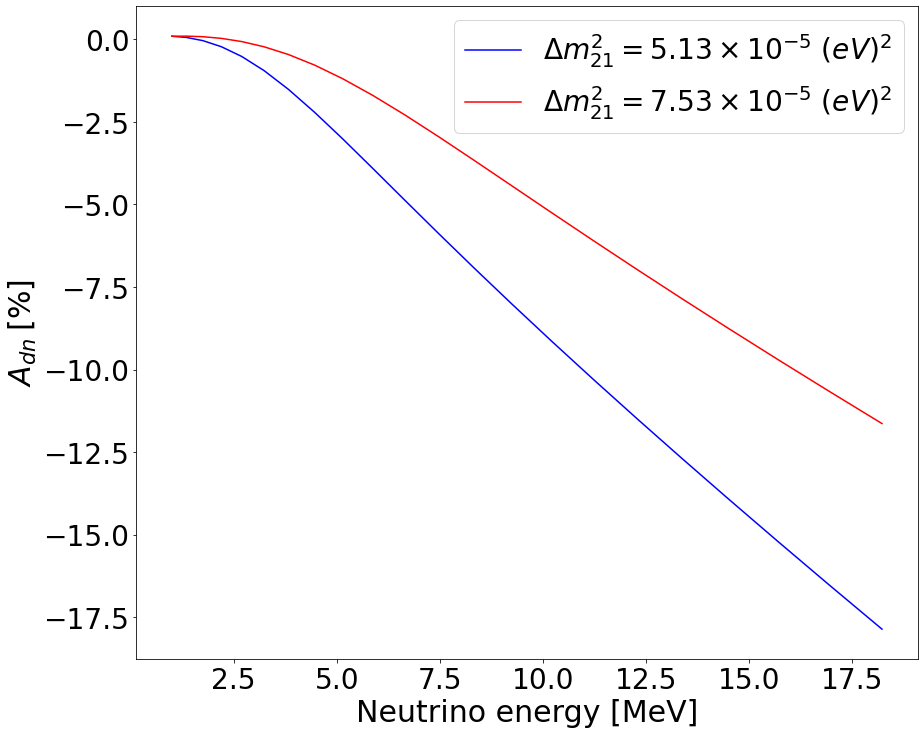 Δm²₂₁ = 5.13 × 10⁻⁵ (eV)²
Δm²₂₁ = 7.53 × 10⁻⁵ (eV)²
A_{dn} [%]
0.0
−2.5
−5.0
−7.5
−10.0
−12.5
−15.0
−17.5
2.5 5.0 7.5 10.0 12.5 15.0 17.5
Neutrino energy [MeV]